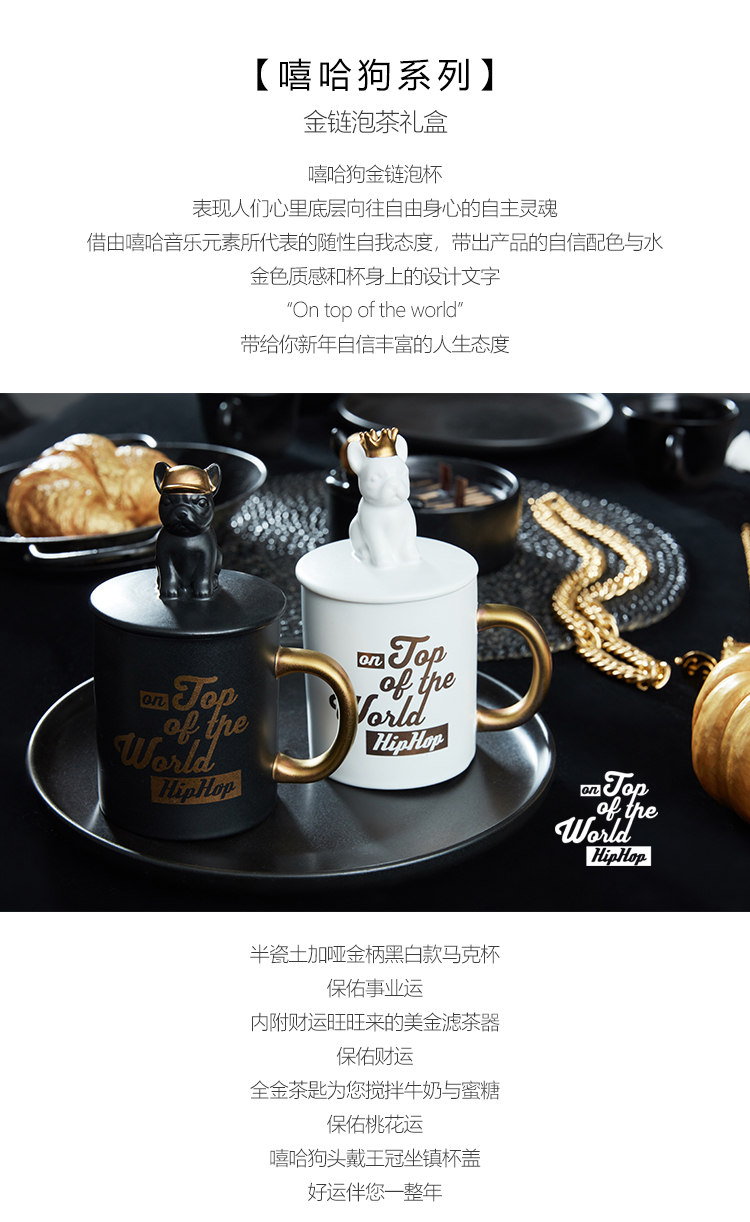 【嘻哈狗系列】
金链泡茶礼盒
嘻哈狗金链泡杯
表现人们心里底层向往自由身心的自主灵魂
借由嘻哈音乐元素所代表的随性自我态度，带出产品的自信配色与水
金色质感和杯身上的设计文字
“On top of the world”
带给你新年自信丰富的人生态度
on Top
of the
World
HipHop
on Top
of the
World
HipHop
on Top
of the
World
HipHop
半瓷土加哑金柄黑白款马克杯
保佑事业运
内附财运旺旺来的美金滤茶器
保佑财运
全金茶匙为您搅拌牛奶与蜜糖
保佑桃花运
嘻哈狗头戴王冠坐镇杯盖
好运伴您一整年